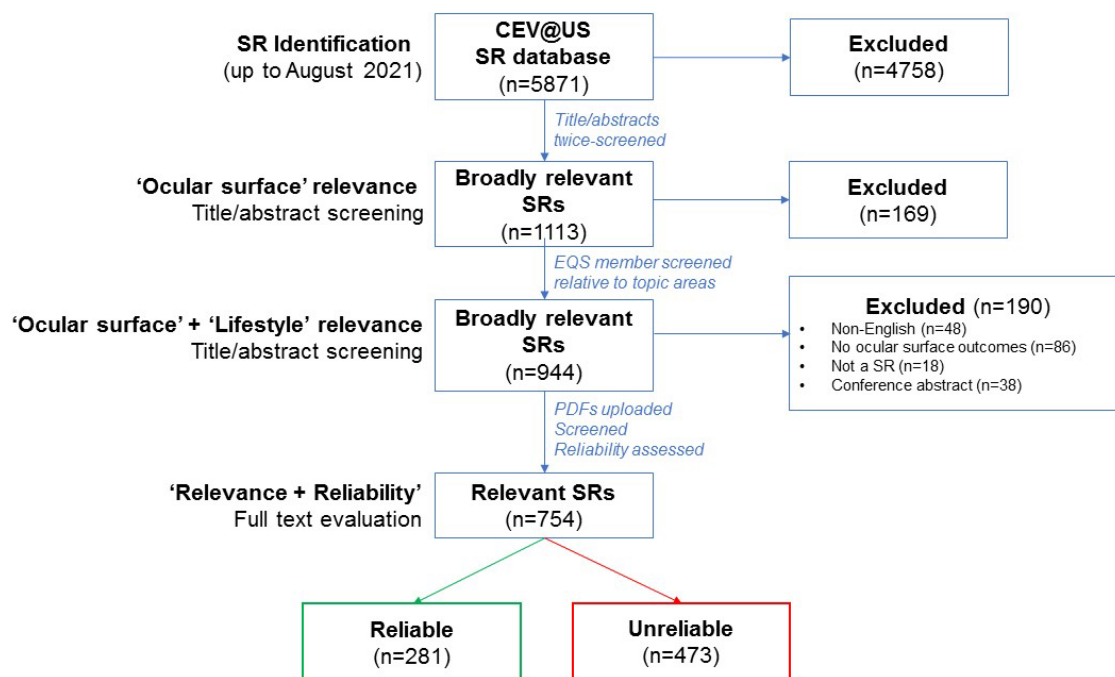 SR Identification
(up to August 2021)
CEV@US
SR database
(n=5871)
Excluded
(n=4758)
Title/abstracts
twice-screened
‘Ocular surface’ relevance
Title/abstract screening
Broadly relevant
SRs
(n=1113)
Excluded
(n=169)
EQS member screened
relative to topic areas
‘Ocular surface’ + ‘Lifestyle’ relevance
Title/abstract screening
Broadly relevant
SRs
(n=944)
Excluded (n=190)
• Non-English (n=48)
• No ocular surface outcomes (n=86)
• Not a SR (n=18)
• Conference abstract (n=38)
PDFs uploaded
Screened
Reliability assessed
‘Relevance + Reliability’
Full text evaluation
Relevant SRs
(n=754)
Reliable
(n=281)
Unreliable
(n=473)